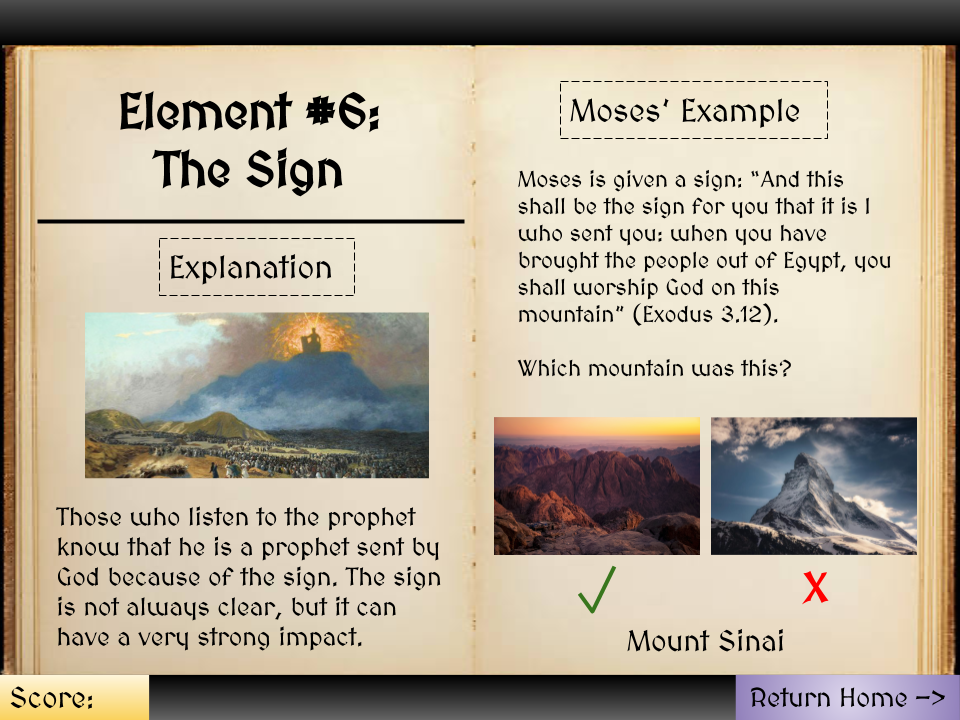 Element #6:
The Sign
Explanation
Those who listen to the prophet
know that he is a prophet sent by
God because of the sign. The sign
is not always clear, but it can
have a very strong impact.
Moses' Example
Moses is given a sign: "And this
shall be the sign for you that it is I
who sent you: when you have
brought the people out of Egypt, you
shall worship God on this
mountain" (Exodus 3.12).
Which mountain was this?
X
Mount Sinai
Score:
Return Home ->